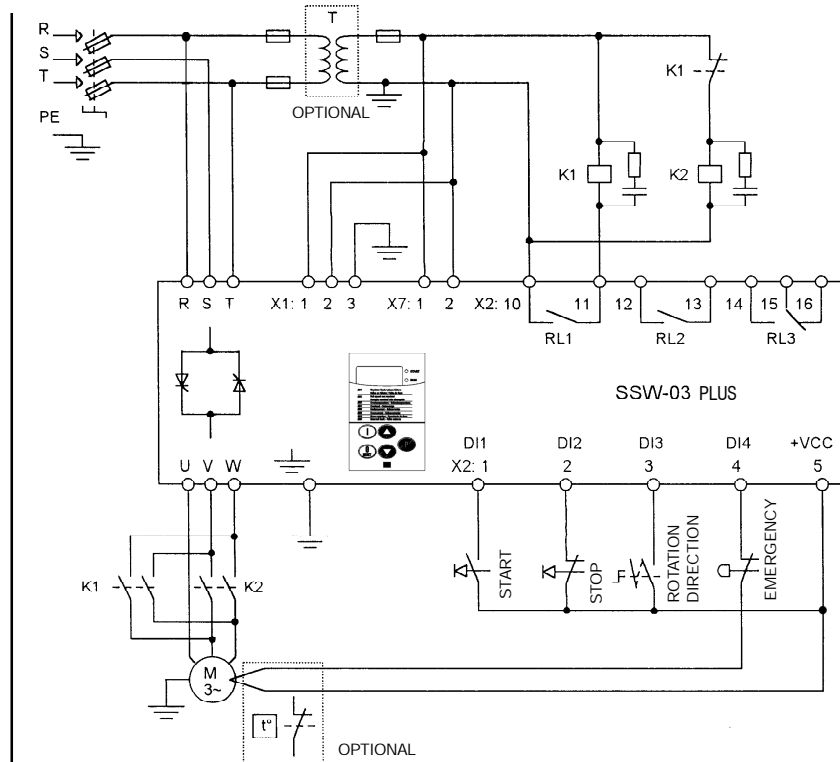 R
S
T
PE
T
OPTIONAL
K1
K1
K2
R S T X1: 1 2 3 X7: 1 2 X2: 10 11 12 13 14 15 16
RL1 RL2 RL3
START
SSW-03 PLUS
DI1 DI2 DI3 DI4 +VCC
U V W X2: 1 2 3 4 5
START
STOP
ROTATION
DIRECTION
EMERGENCY
K1 K2
M
3~
t°
OPTIONAL